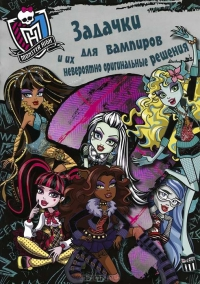 MONSTER HIGH
Задачки
для вампиров
и их
невероятно оригинальные решения